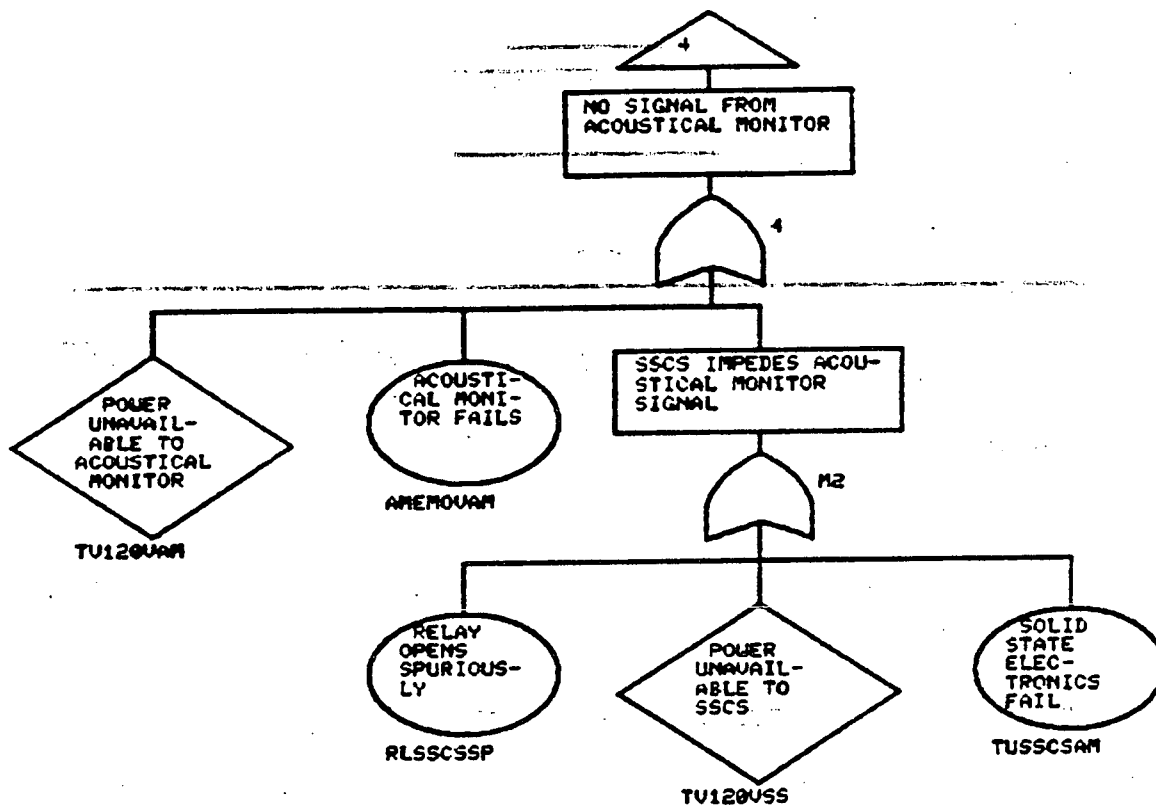 4
NO SIGNAL FROM
ACOUSTICAL MONITOR
4
POWER
UNAVAIL-
ABLE TO
ACOUSTICAL
MONITOR
TV120VAM
ACOUSTI-
CAL MONI-
TOR FAILS
AMEMOVAM
SSCS IMPEDES ACOU-
STICAL MONITOR
SIGNAL
M2
RELAY
OPENS
SPURIOUS-
LY
RLSSCSSP
POWER
UNAVAIL-
ABLE TO
SSCS
TV120VSS
SOLID
STATE
ELEC-
TRONICS
FAIL
TUSSCSAM